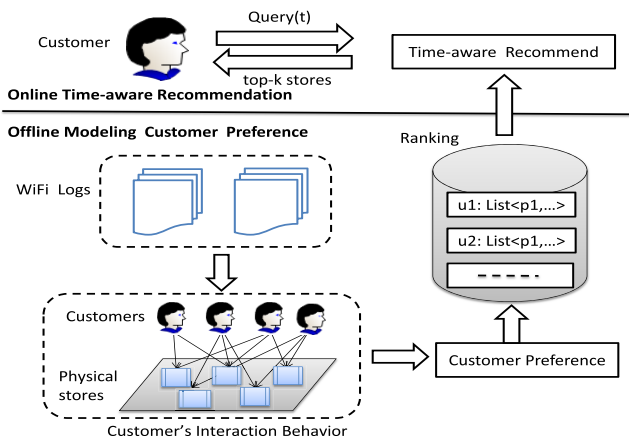 Query(t)
Customer
Time-aware Recommend
top-k stores
Online Time-aware Recommendation
Offline Modeling Customer Preference
Ranking
WiFi Logs
u1: List<p1,...>
u2: List<p1,...>
Customers
Physical
stores
Customer Preference
Customer's Interaction Behavior